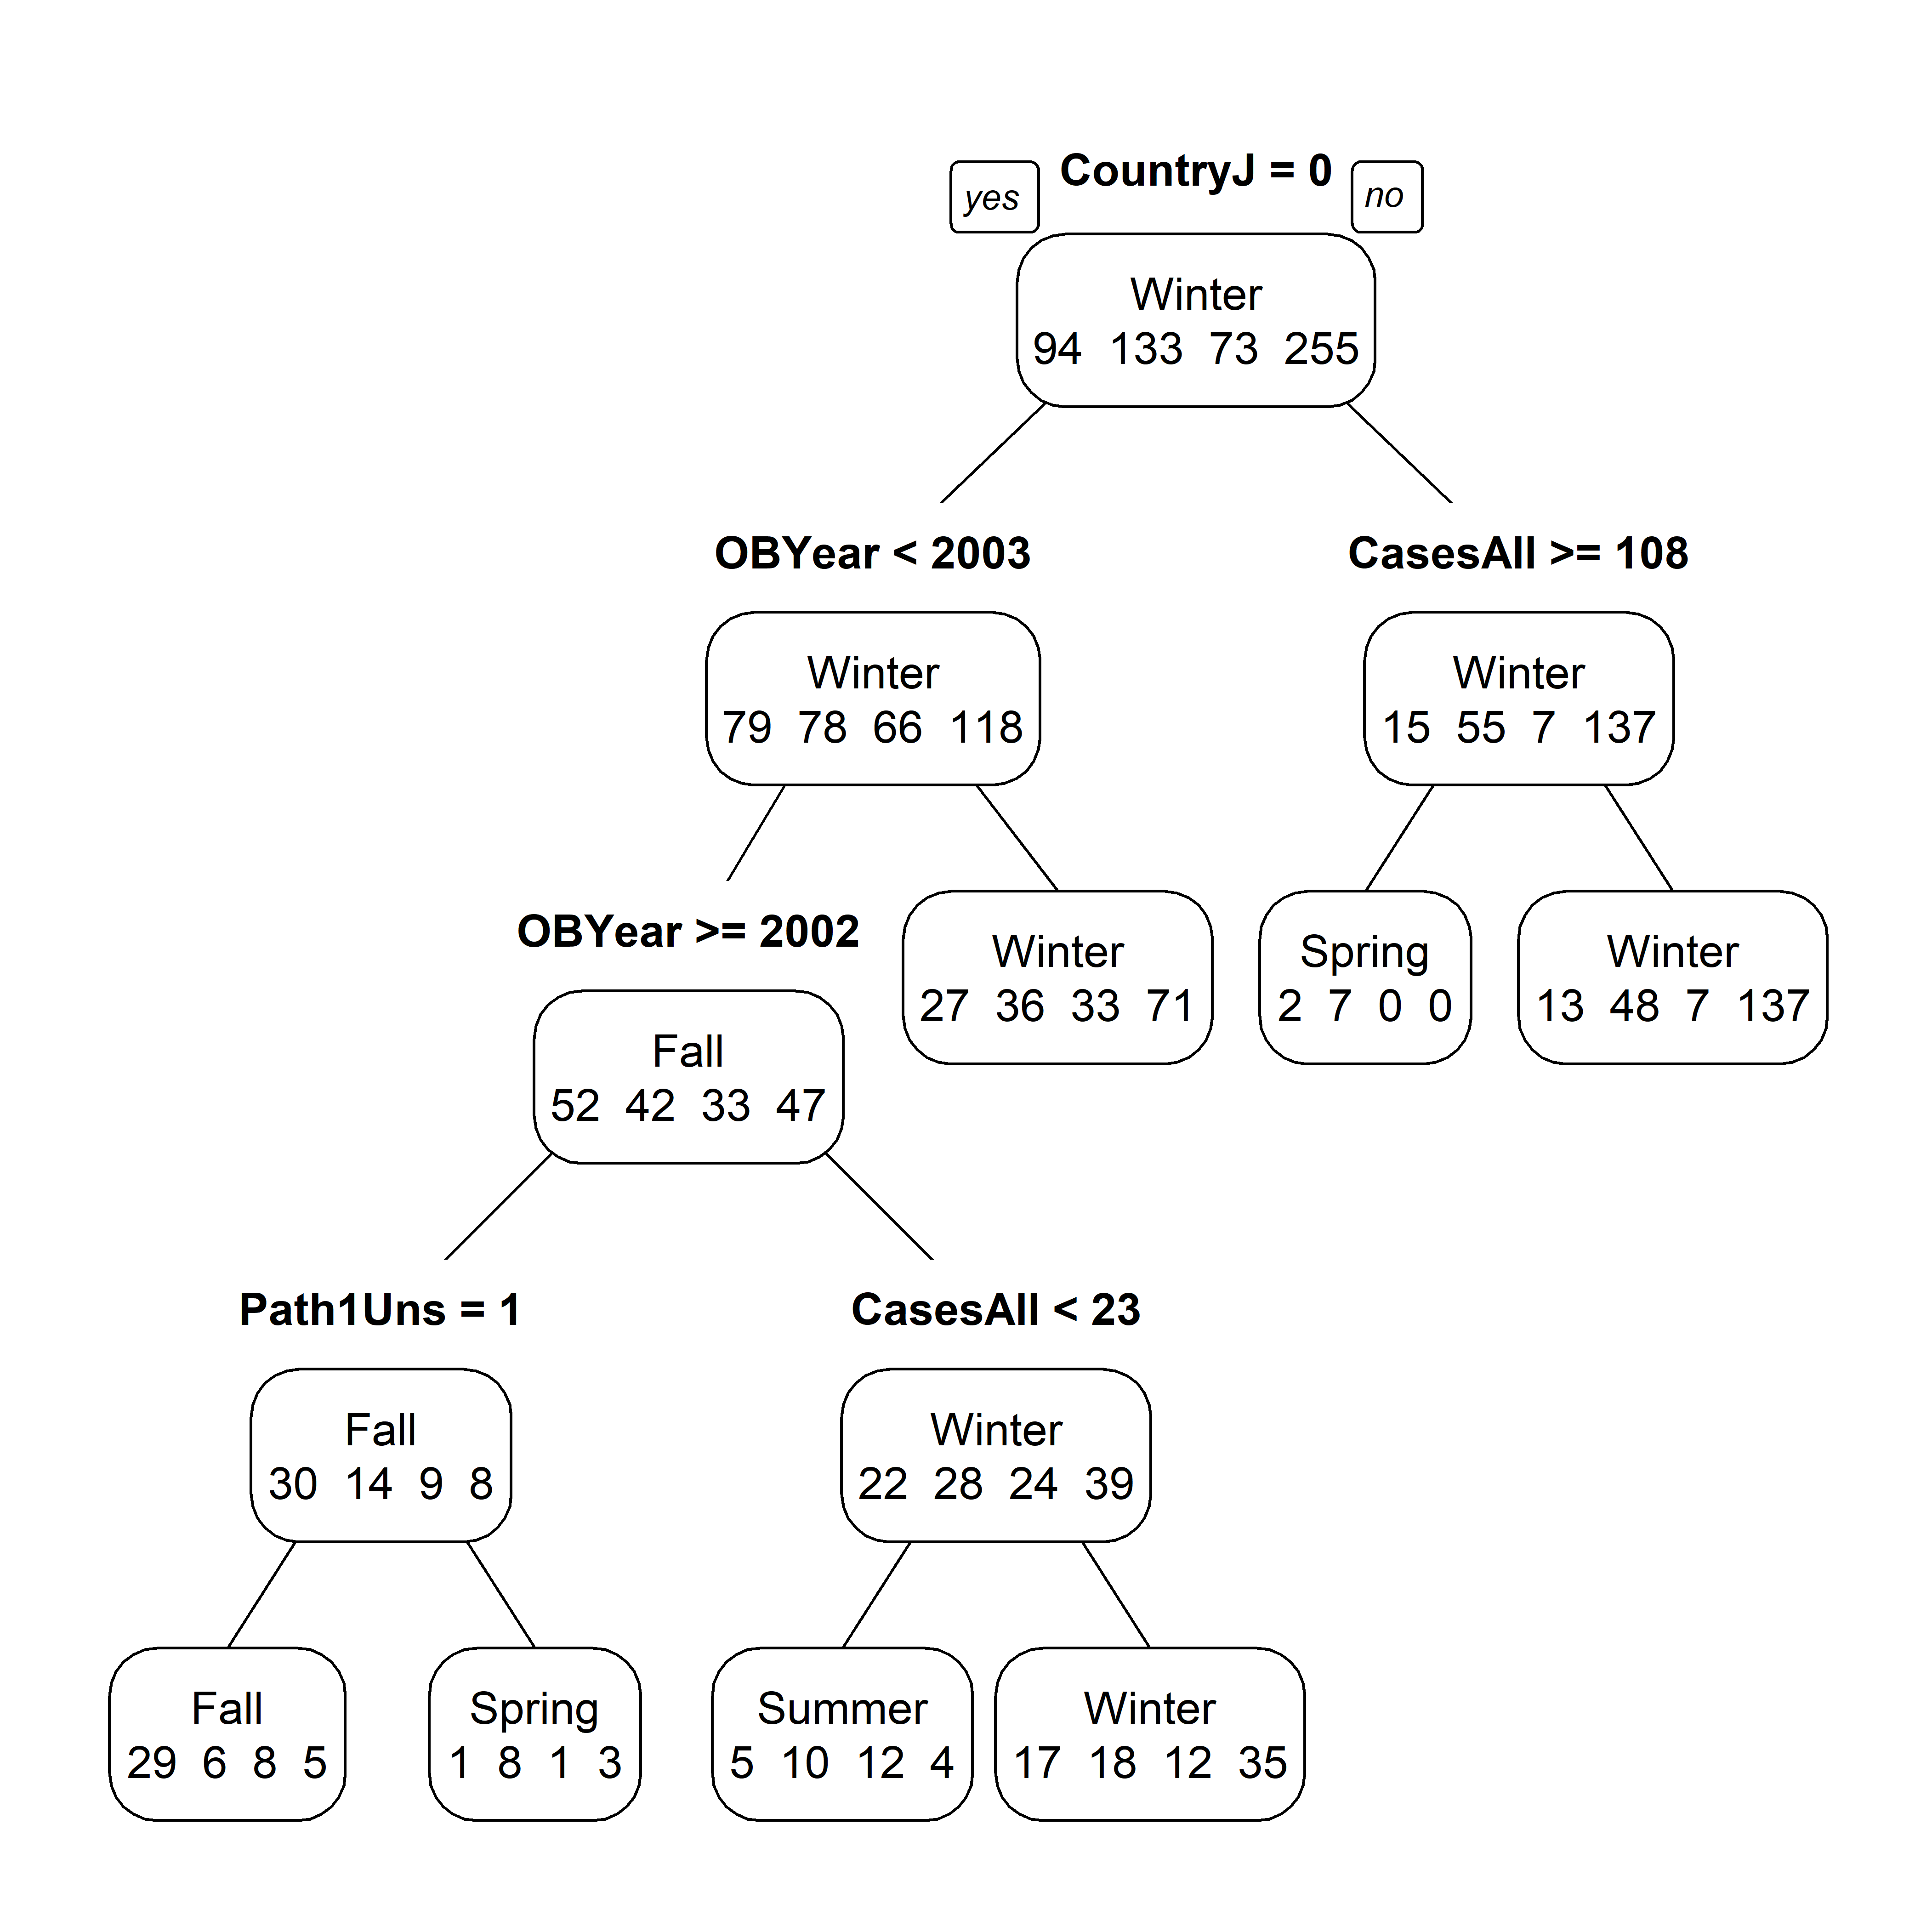 yes CountryJ = 0 no
Winter
94 133 73 255
OBYear < 2003 CasesAll >= 108
Winter Winter
79 78 66 118 15 55 7 137
OBYear >= 2002
Winter Spring Winter
27 36 33 71 2 7 0 0 13 48 7 137
Fall
52 42 33 47
Path1Uns = 1 CasesAll < 23
Fall Winter
30 14 9 8 22 28 24 39
Fall Spring Summer Winter
29 6 8 5 1 8 1 3 5 10 12 4 17 18 12 35